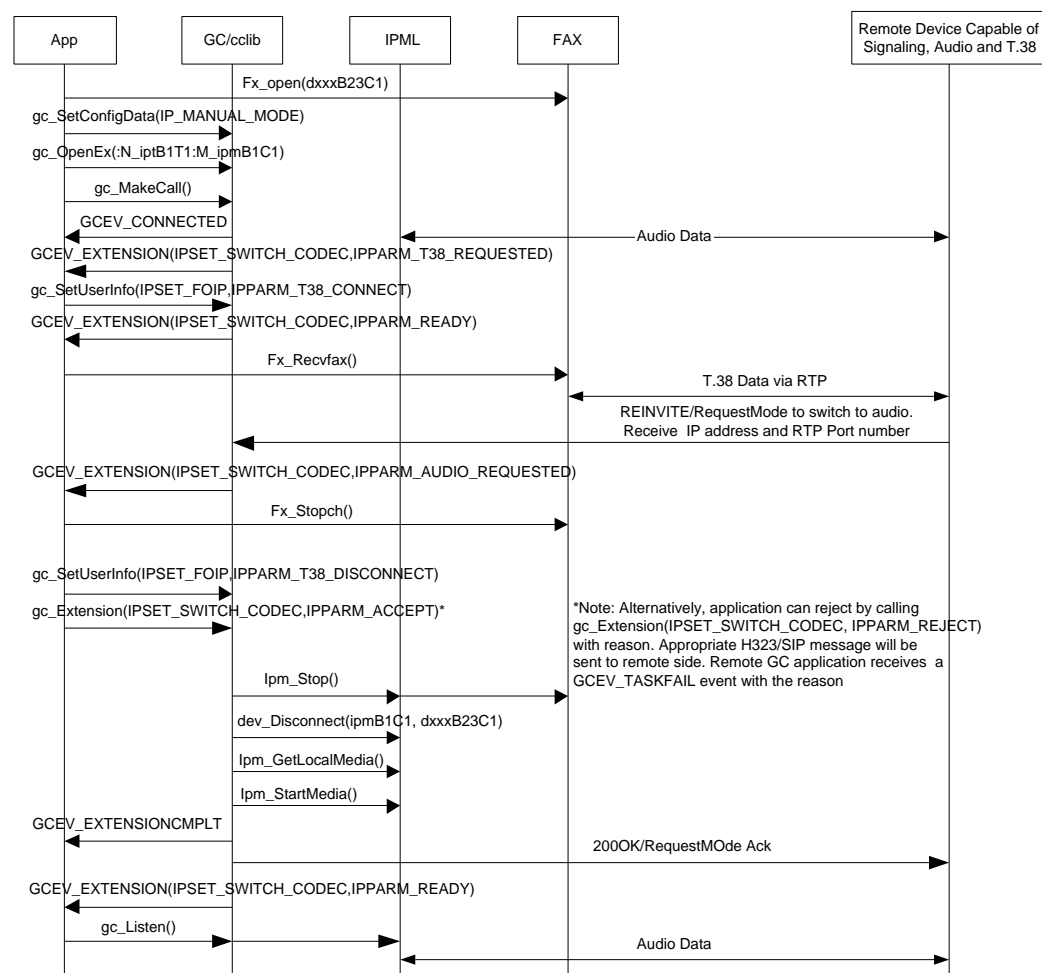 App
GC/cclib
IPML
FAX
Remote Device Capable of
Signaling, Audio and T.38
Fx_open(dxxxB23C1)
gc_SetConfigData(IP_MANUAL_MODE)
gc_OpenEx(:N_iptB1T1:M_ipmB1C1)
gc_MakeCall()
GCEV_CONNECTED
Audio Data
GCEV_EXTENSION(IPSET_SWITCH_CODEC,IPPARM_T38_REQUESTED)
gc_SetUserInfo(IPSET_FOIP,IPPARM_T38_CONNECT)
GCEV_EXTENSION(IPSET_SWITCH_CODEC,IPPARM_READY)
Fx_Recvfax()
T.38 Data via RTP
REINVITE/RequestMode to switch to audio.
Receive IP address and RTP Port number
GCEV_EXTENSION(IPSET_SWITCH_CODEC,IPPARM_AUDIO_REQUESTED)
Fx_Stopch()
gc_SetUserInfo(IPSET_FOIP,IPPARM_T38_DISCONNECT)
gc_Extension(IPSET_SWITCH_CODEC,IPPARM_ACCEPT)*
*Note: Alternatively, application can reject by calling
gc_Extension(IPSET_SWITCH_CODEC, IPPARM_REJECT)
with reason. Appropriate H323/SIP message will be
sent to remote side. Remote GC application receives a
GCEV_TASKFAIL event with the reason
Ipm_Stop()
dev_Disconnect(ipmB1C1, dxxxB23C1)
Ipm_GetLocalMedia()
Ipm_StartMedia()
GCEV_EXTENSIONCMPLT
200OK/RequestMOde Ack
GCEV_EXTENSION(IPSET_SWITCH_CODEC,IPPARM_READY)
gc_Listen()
Audio Data